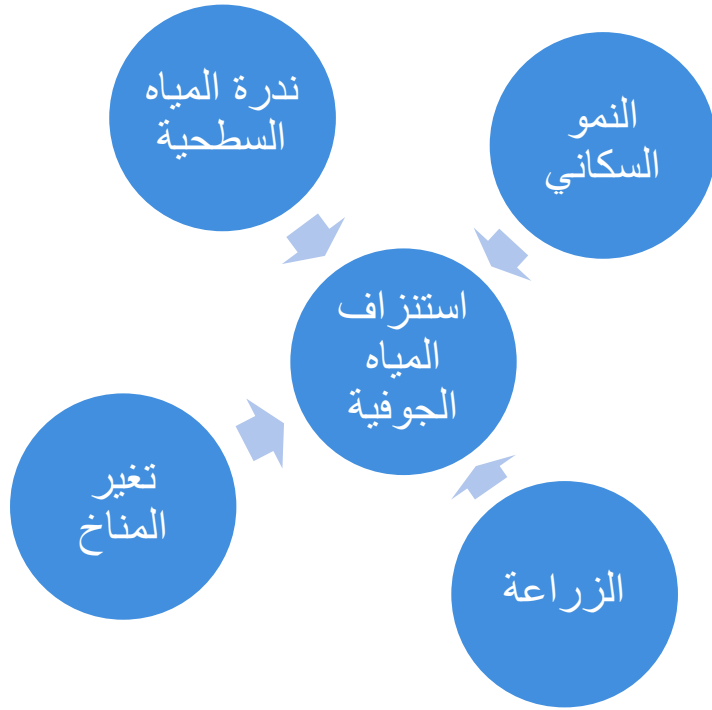 ندرة المياه
السطحية
النمو
السكاني
استنزاف
المياه
الجوفية
تغير
المناخ
الزراعة